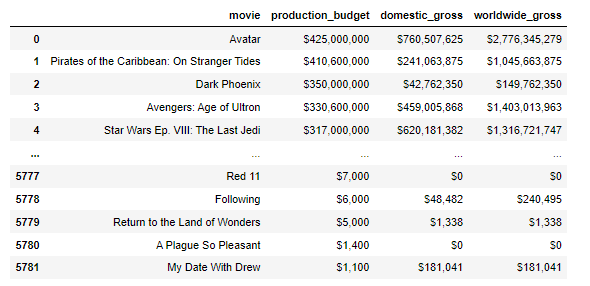 movie production_budget domestic_gross worldwide_gross
0 Avatar $425,000,000 $760,507,625 $2,776,345,279
1 Pirates of the Caribbean: On Stranger Tides $410,600,000 $241,063,875 $1,045,663,875
2 Dark Phoenix $350,000,000 $42,762,350 $149,762,350
3 Avengers: Age of Ultron $330,600,000 $459,005,868 $1,403,013,963
4 Star Wars Ep. VIII: The Last Jedi $317,000,000 $620,181,382 $1,316,721,747
... ... ... ... ...
5777 Red 11 $7,000 $0 $0
5778 Following $6,000 $48,482 $240,495
5779 Return to the Land of Wonders $5,000 $1,338 $1,338
5780 A Plague So Pleasant $1,400 $0 $0
5781 My Date With Drew $1,100 $181,041 $181,041